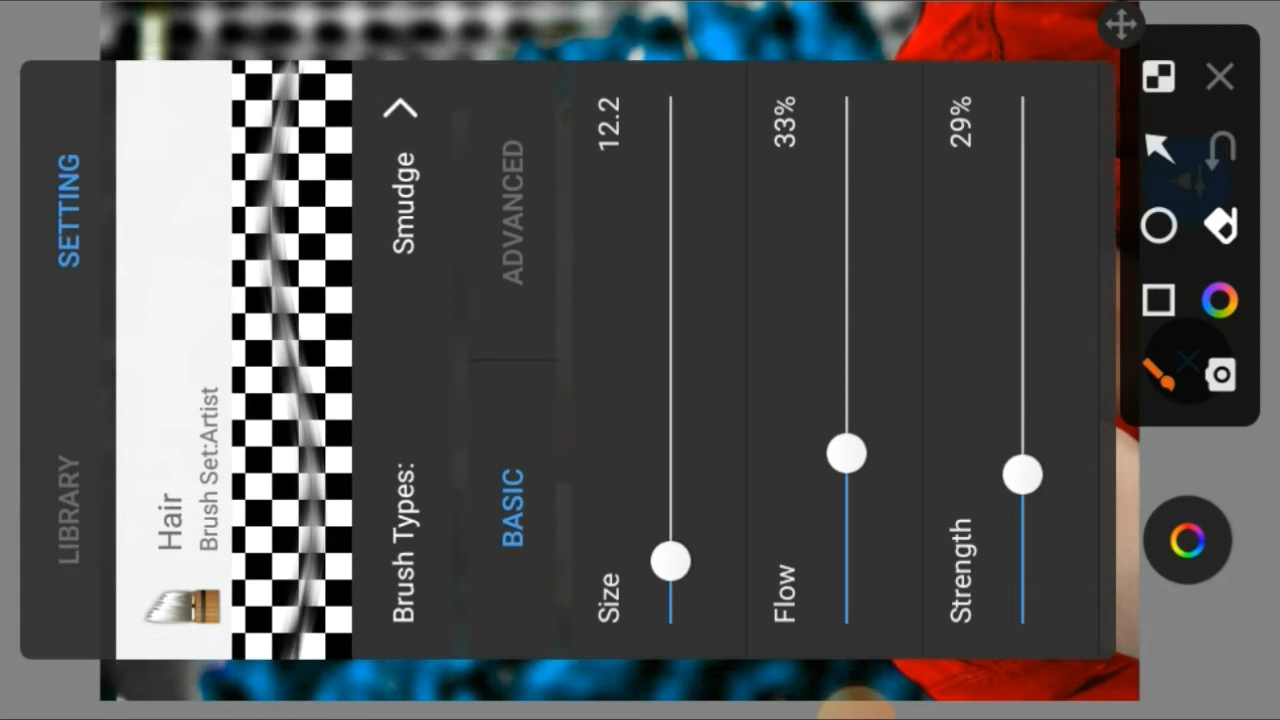 LIBRARY SETTING
Hair
Brush Set:Artist
Brush Types: Smudge
BASIC ADVANCED
Size 12.2
Flow 33%
Strength 29%